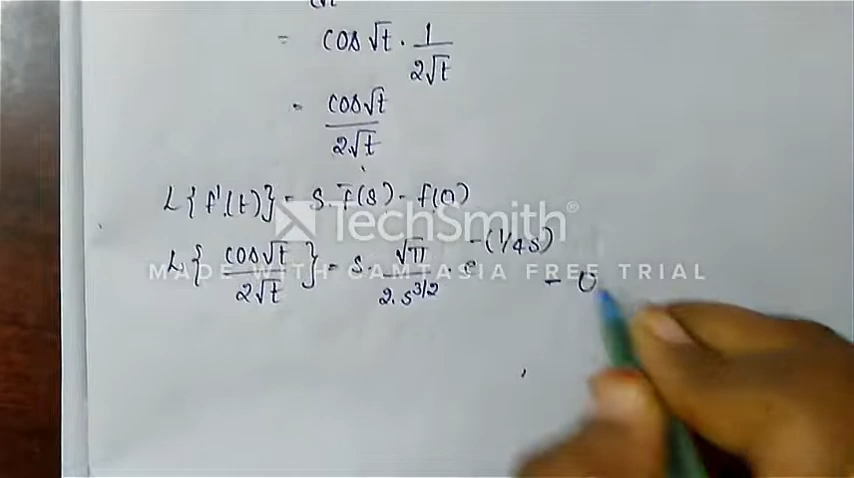 = cos √t · 1/2√t
= cos√t/2√t
L{f'(t)} = s. f̄(s) - f(0)
TechSmith®
L{cos√t/2√t} = s. √π/2.s^3/2 . e^-(1/4s) - 0
MADE WITH CAMTASIA FREE TRIAL